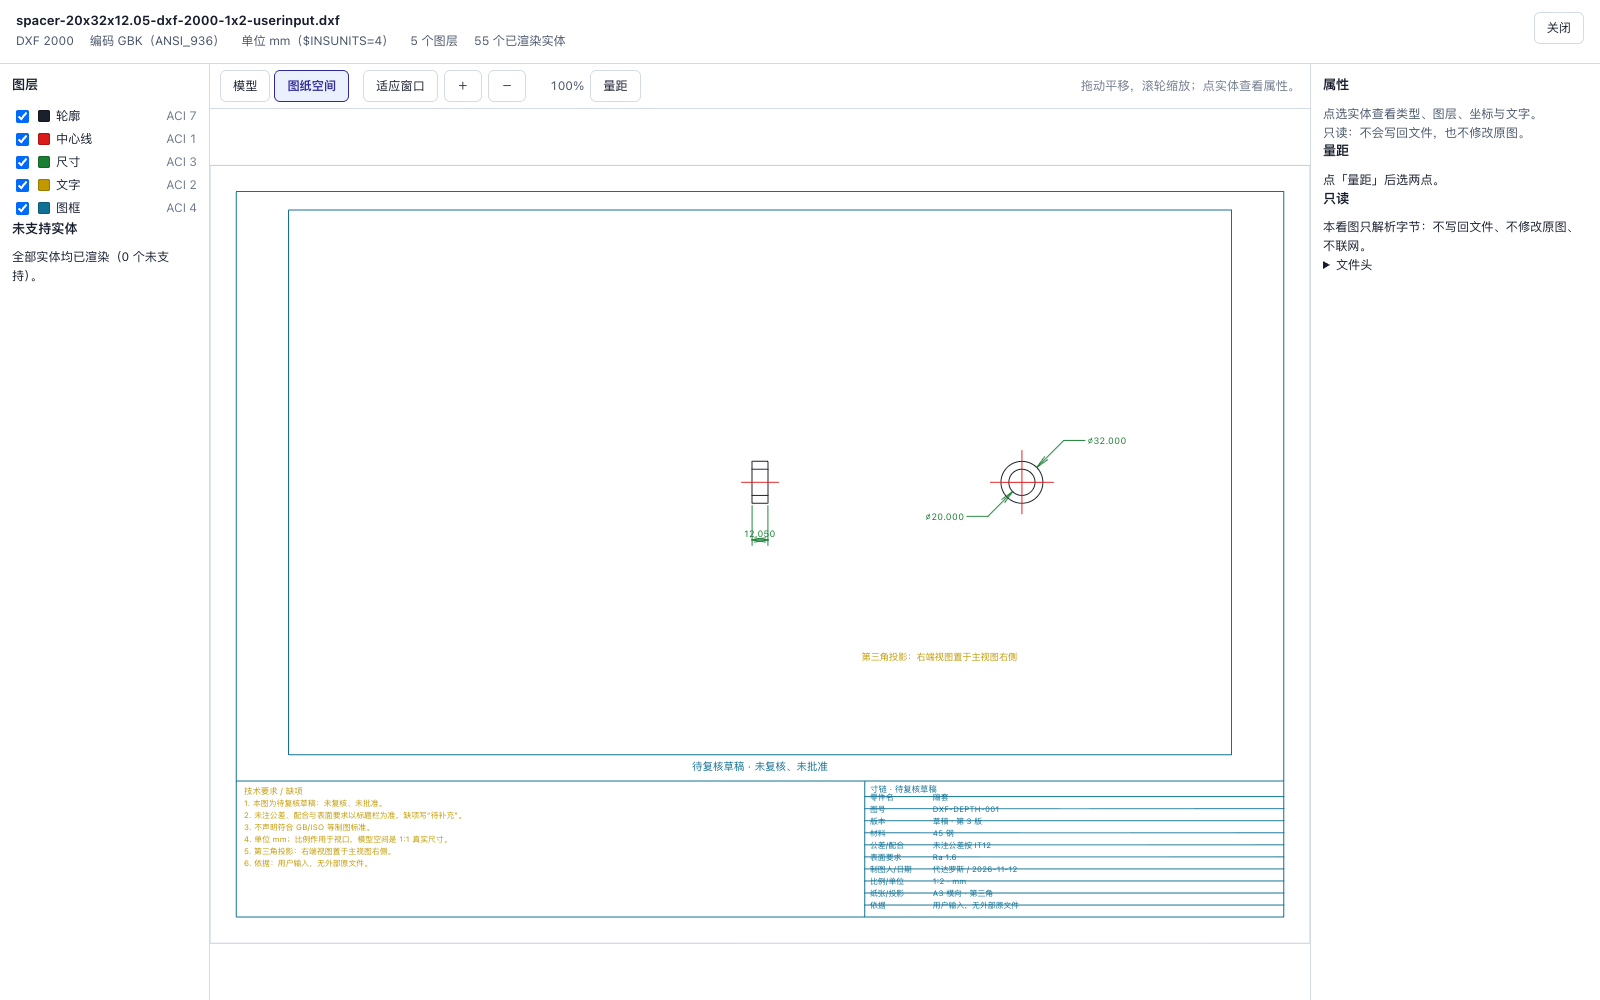 spacer-20x32x12.05-dxf-2000-1x2-userinput.dxf
DXF 2000 编码 GBK（ANSI_936） 单位 mm（$INSUNITS=4） 5 个图层 55 个已渲染实体
关闭
图层
轮廓 ACI 7
中心线 ACI 1
尺寸 ACI 3
文字 ACI 2
图框 ACI 4
未支持实体
全部实体均已渲染（0 个未支
持）。
模型 图纸空间 适应窗口 + − 100% 量距
拖动平移，滚轮缩放；点实体查看属性。
⌀32.000
⌀20.000
12.050
第三角投影：右端视图置于主视图右侧
待复核草稿 · 未复核、未批准
技术要求 / 缺项
1. 本图为待复核草稿：未复核、未批准。
2. 未注公差、配合与表面要求以标题栏为准，缺项写“待补充”。
3. 不声明符合 GB/ISO 等制图标准。
4. 单位 mm；比例作用于视口，模型空间是 1:1 真实尺寸。
5. 第三角投影：右端视图置于主视图右侧。
6. 依据：用户输入，无外部原文件。
寸链 · 待复核草稿
零件名 隔套
图号 DXF-DEPTH-001
版本 草稿 · 第 3 版
材料 45 钢
公差/配合 未注公差按 IT12
表面要求 Ra 1.6
制图人/日期 代达罗斯 / 2026-11-12
比例/单位 1:2 · mm
纸张/投影 A3 横向 · 第三角
依据 用户输入，无外部原文件
属性
点选实体查看类型、图层、坐标与文字。
只读：不会写回文件，也不修改原图。
量距
点「量距」后选两点。
只读
本看图只解析字节：不写回文件、不修改原图、
不联网。
▶ 文件头